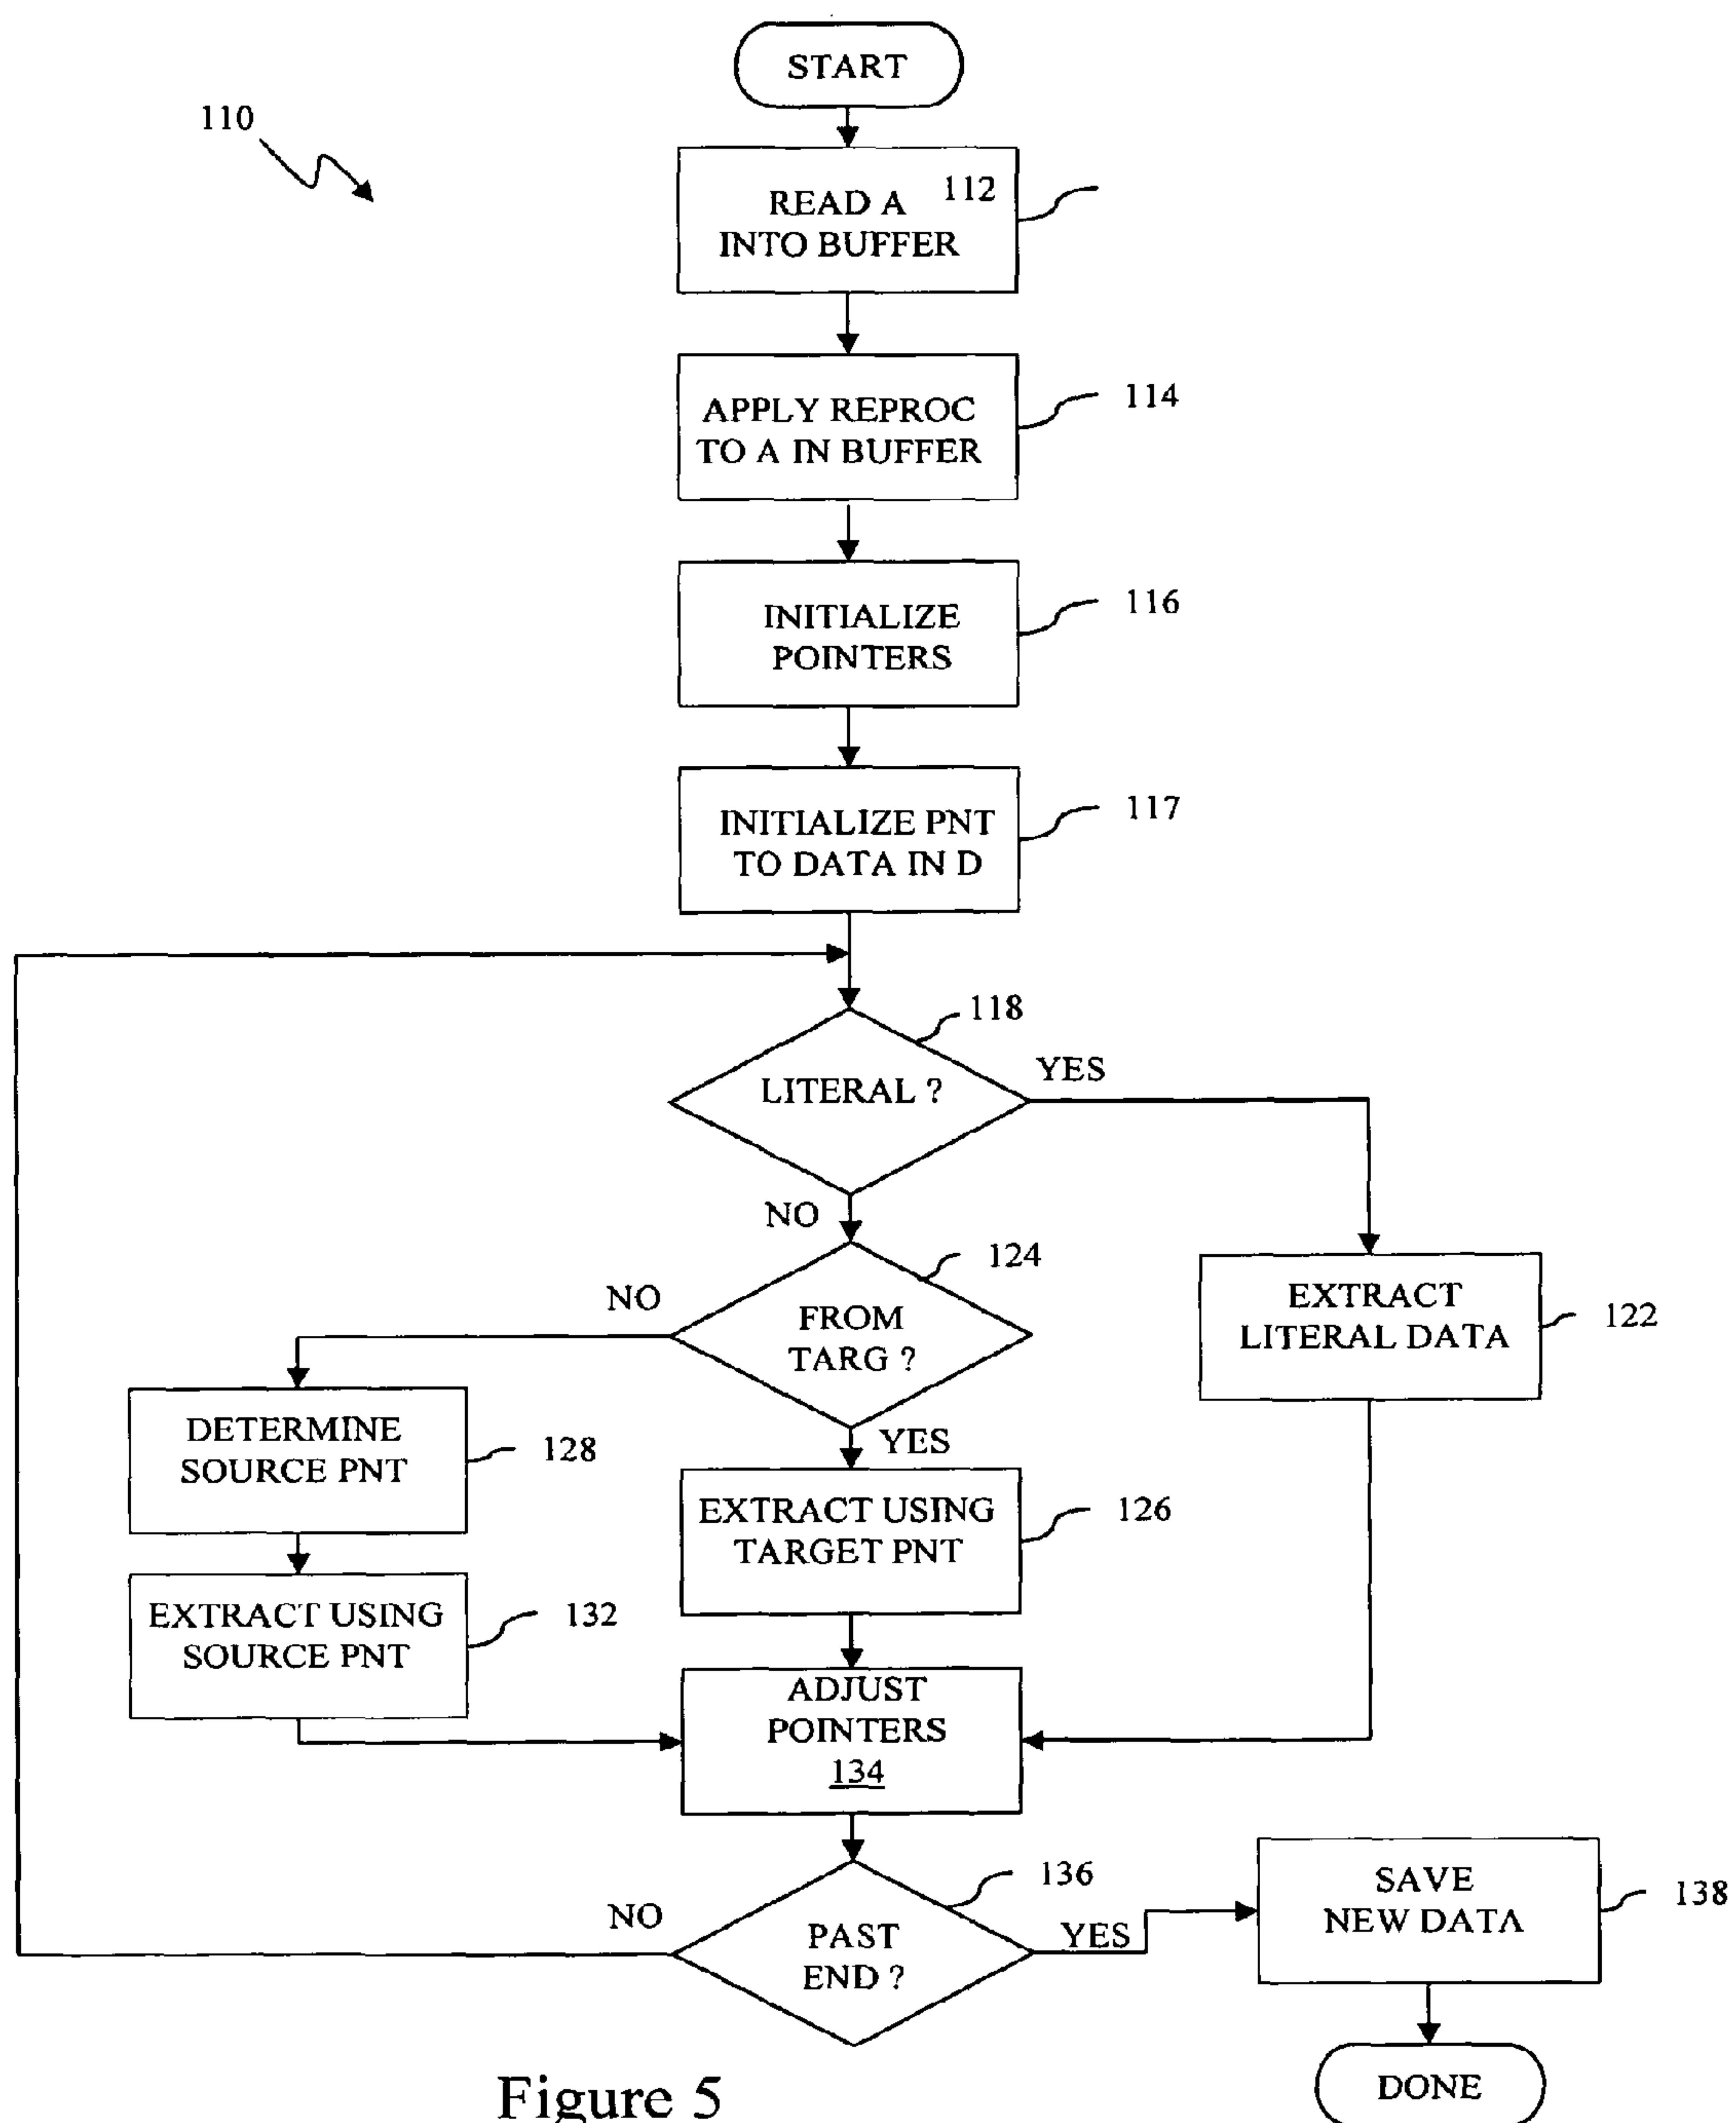 START
110
READ A 112
INTO BUFFER
APPLY REPROC
TO A IN BUFFER
114
INITIALIZE
POINTERS
116
INITIALIZE PNT
TO DATA IN D
117
118
LITERAL ?
YES
NO
124
NO
FROM
TARG ?
EXTRACT
LITERAL DATA
122
DETERMINE
SOURCE PNT
128
YES
EXTRACT USING
TARGET PNT
126
EXTRACT USING
SOURCE PNT
132
ADJUST
POINTERS
134
136
NO
PAST
END ?
YES
SAVE
NEW DATA
138
DONE
Figure 5